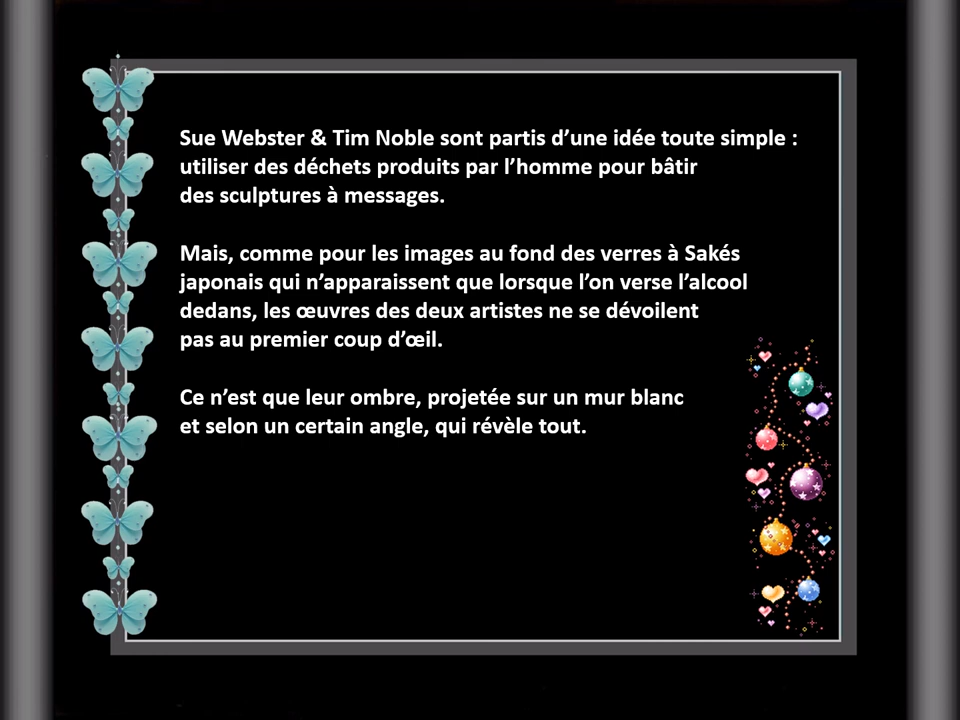 Sue Webster & Tim Noble sont partis d’une idée toute simple :
utiliser des déchets produits par l’homme pour bâtir
des sculptures à messages.
Mais, comme pour les images au fond des verres à Sakés
japonais qui n’apparaissent que lorsque l’on verse l’alcool
dedans, les œuvres des deux artistes ne se dévoilent
pas au premier coup d’œil.
Ce n’est que leur ombre, projetée sur un mur blanc
et selon un certain angle, qui révèle tout.